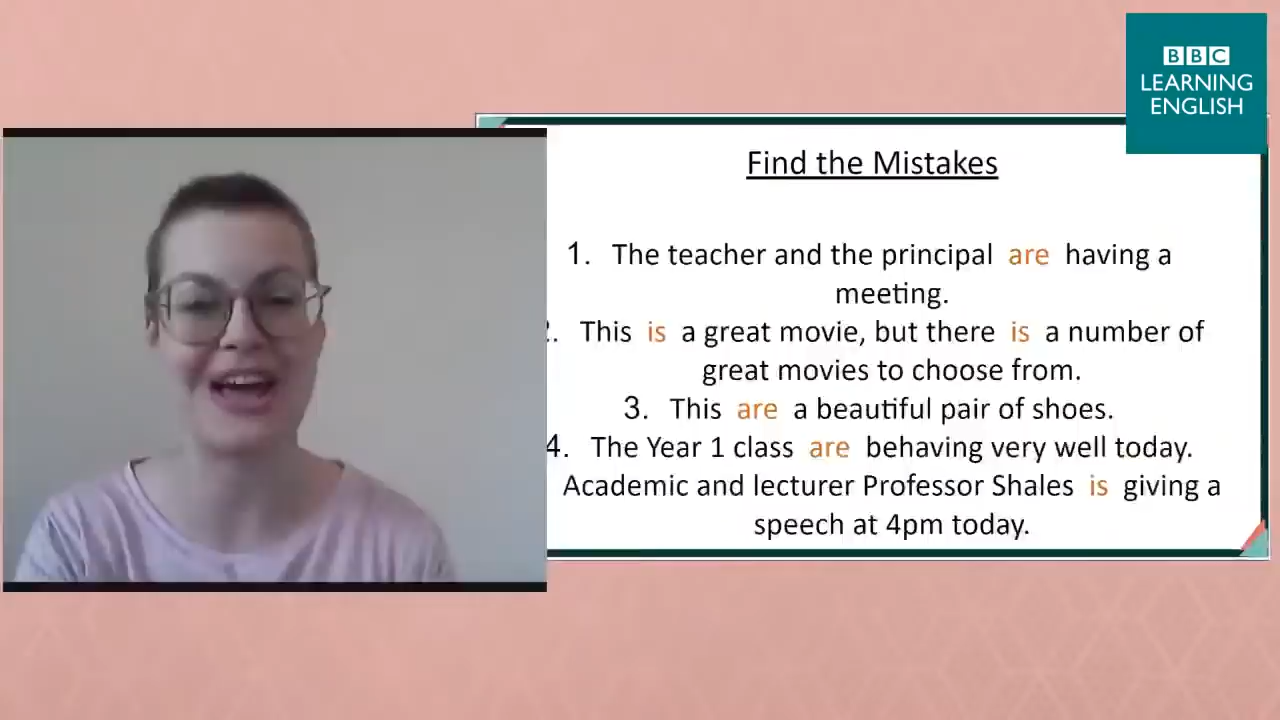 BBC
LEARNING
ENGLISH
Find the Mistakes
1. The teacher and the principal are having a
meeting.
. This is a great movie, but there is a number of
great movies to choose from.
3. This are a beautiful pair of shoes.
4. The Year 1 class are behaving very well today.
Academic and lecturer Professor Shales is giving a
speech at 4pm today.